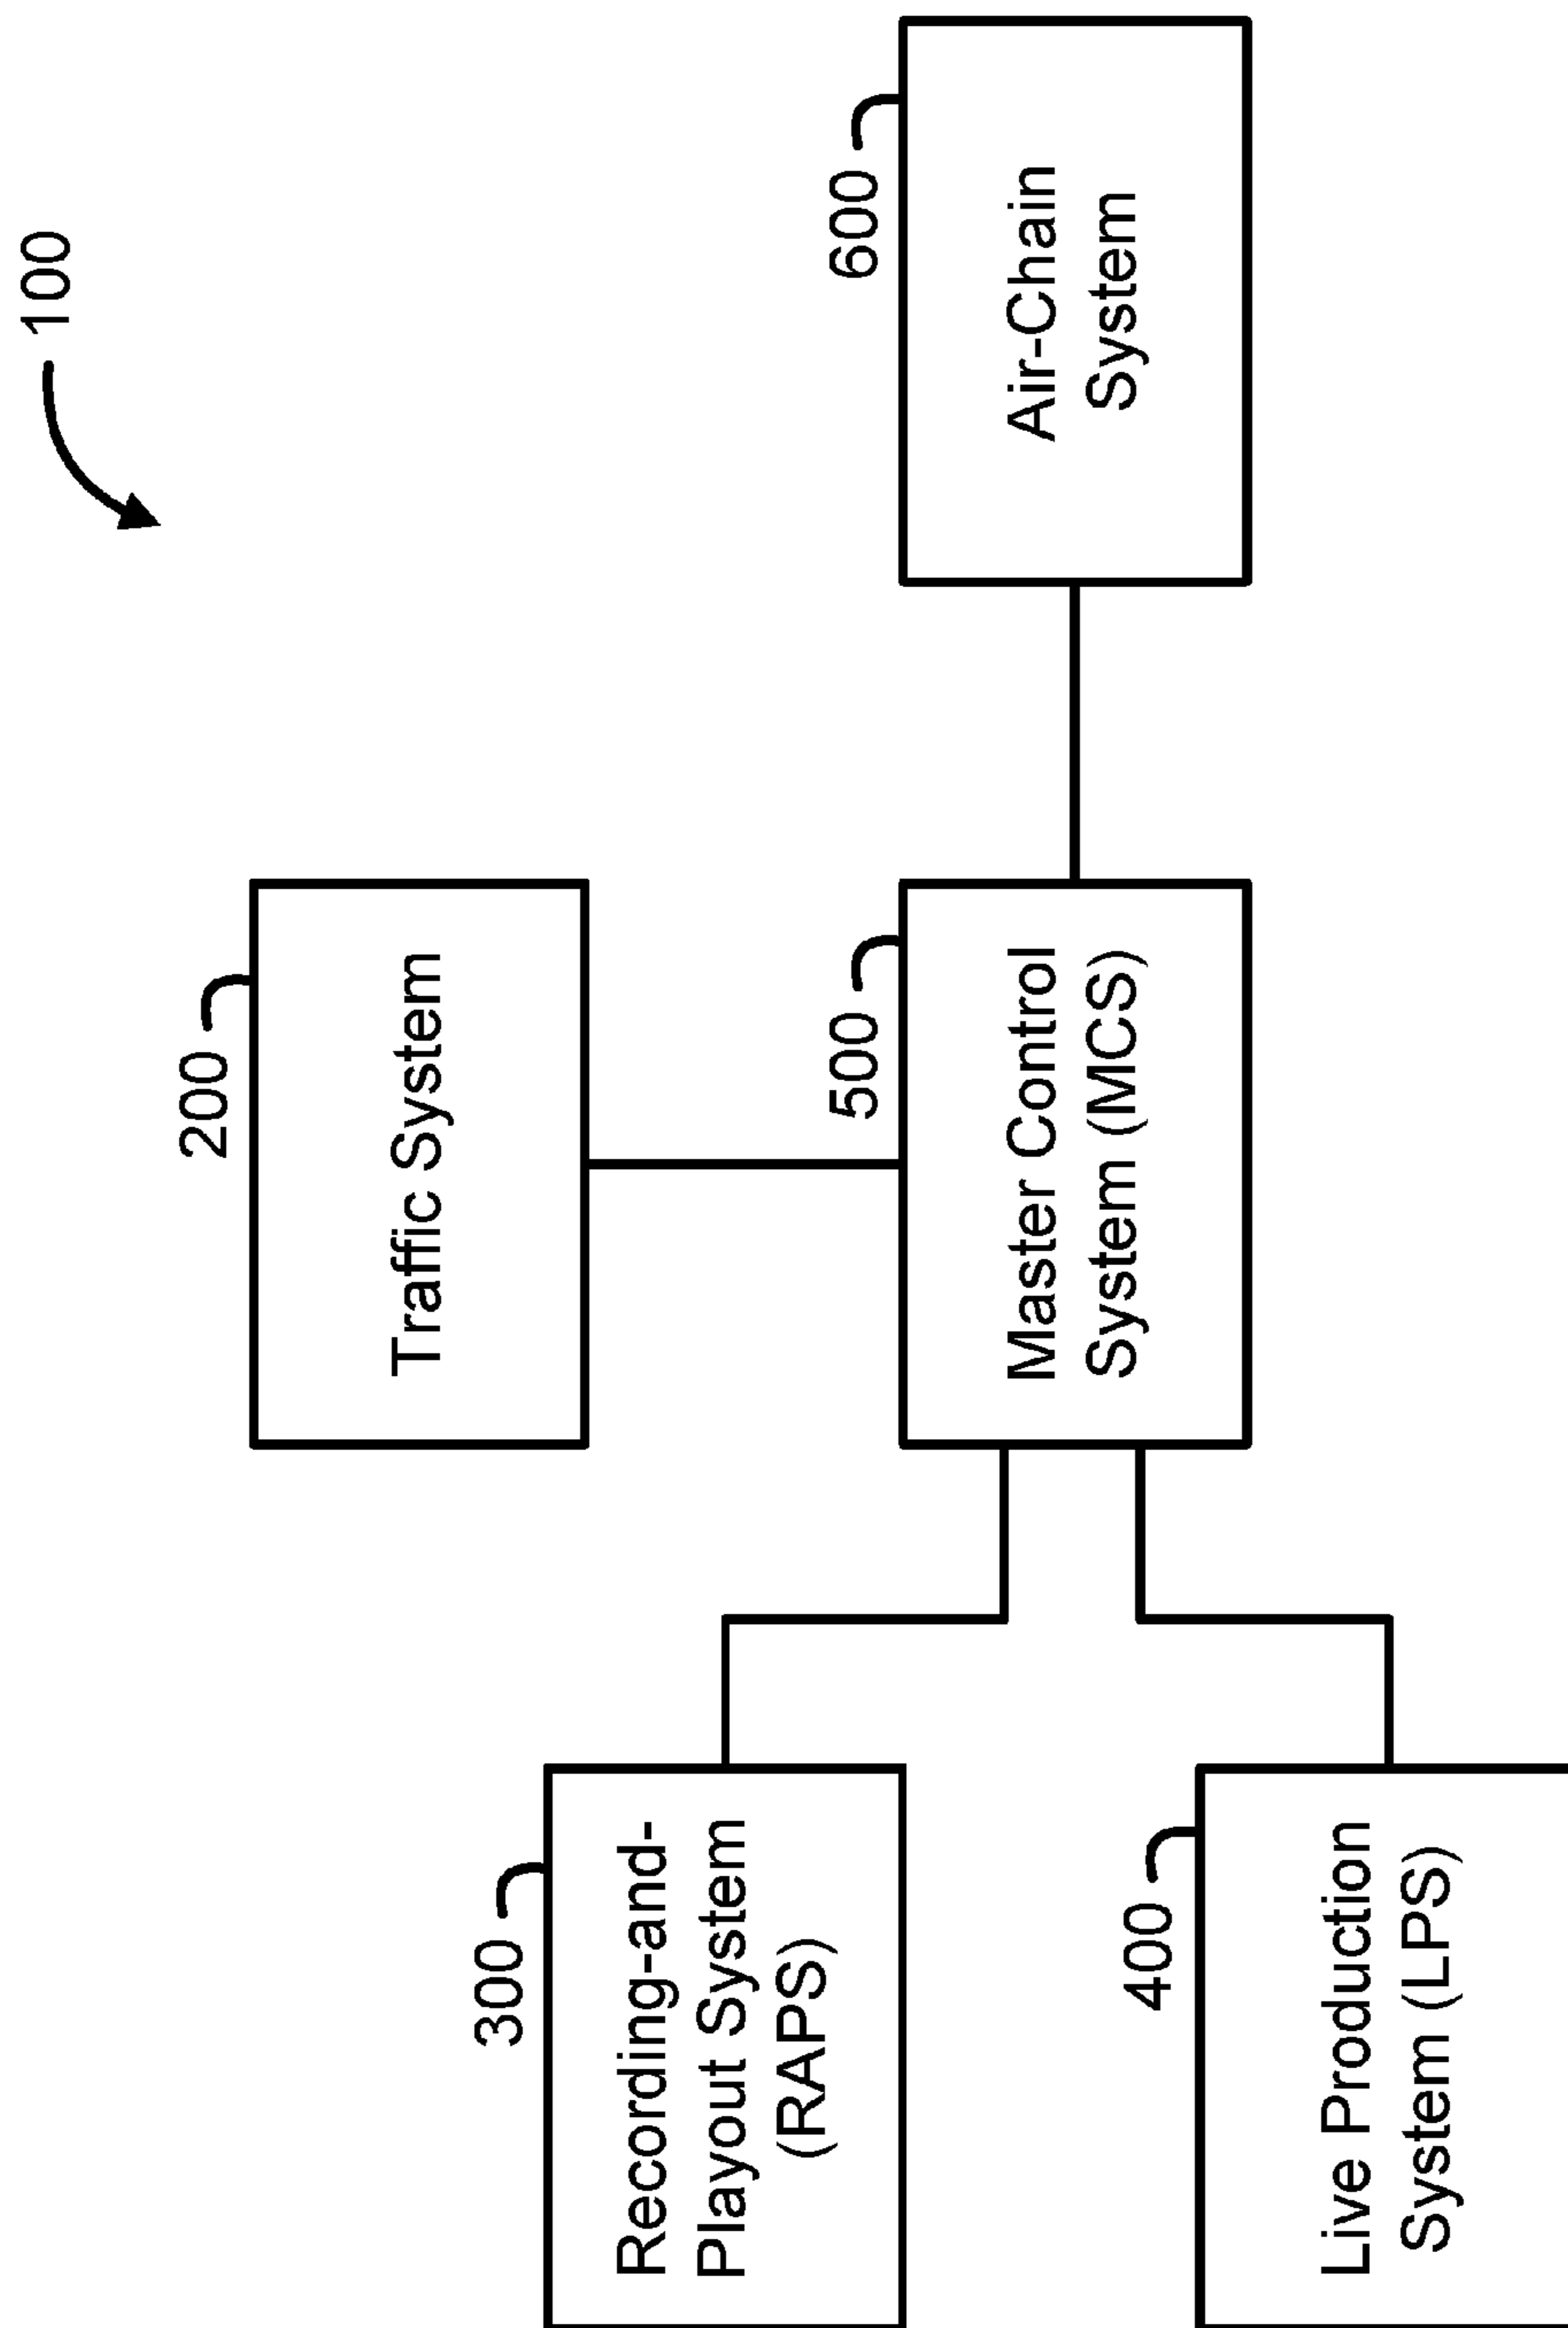 100
200
Traffic System
300
Recording-and-
Playout System
(RAPS)
500
Master Control
System (MCS)
600
Air-Chain
System
400
Live Production
System (LPS)